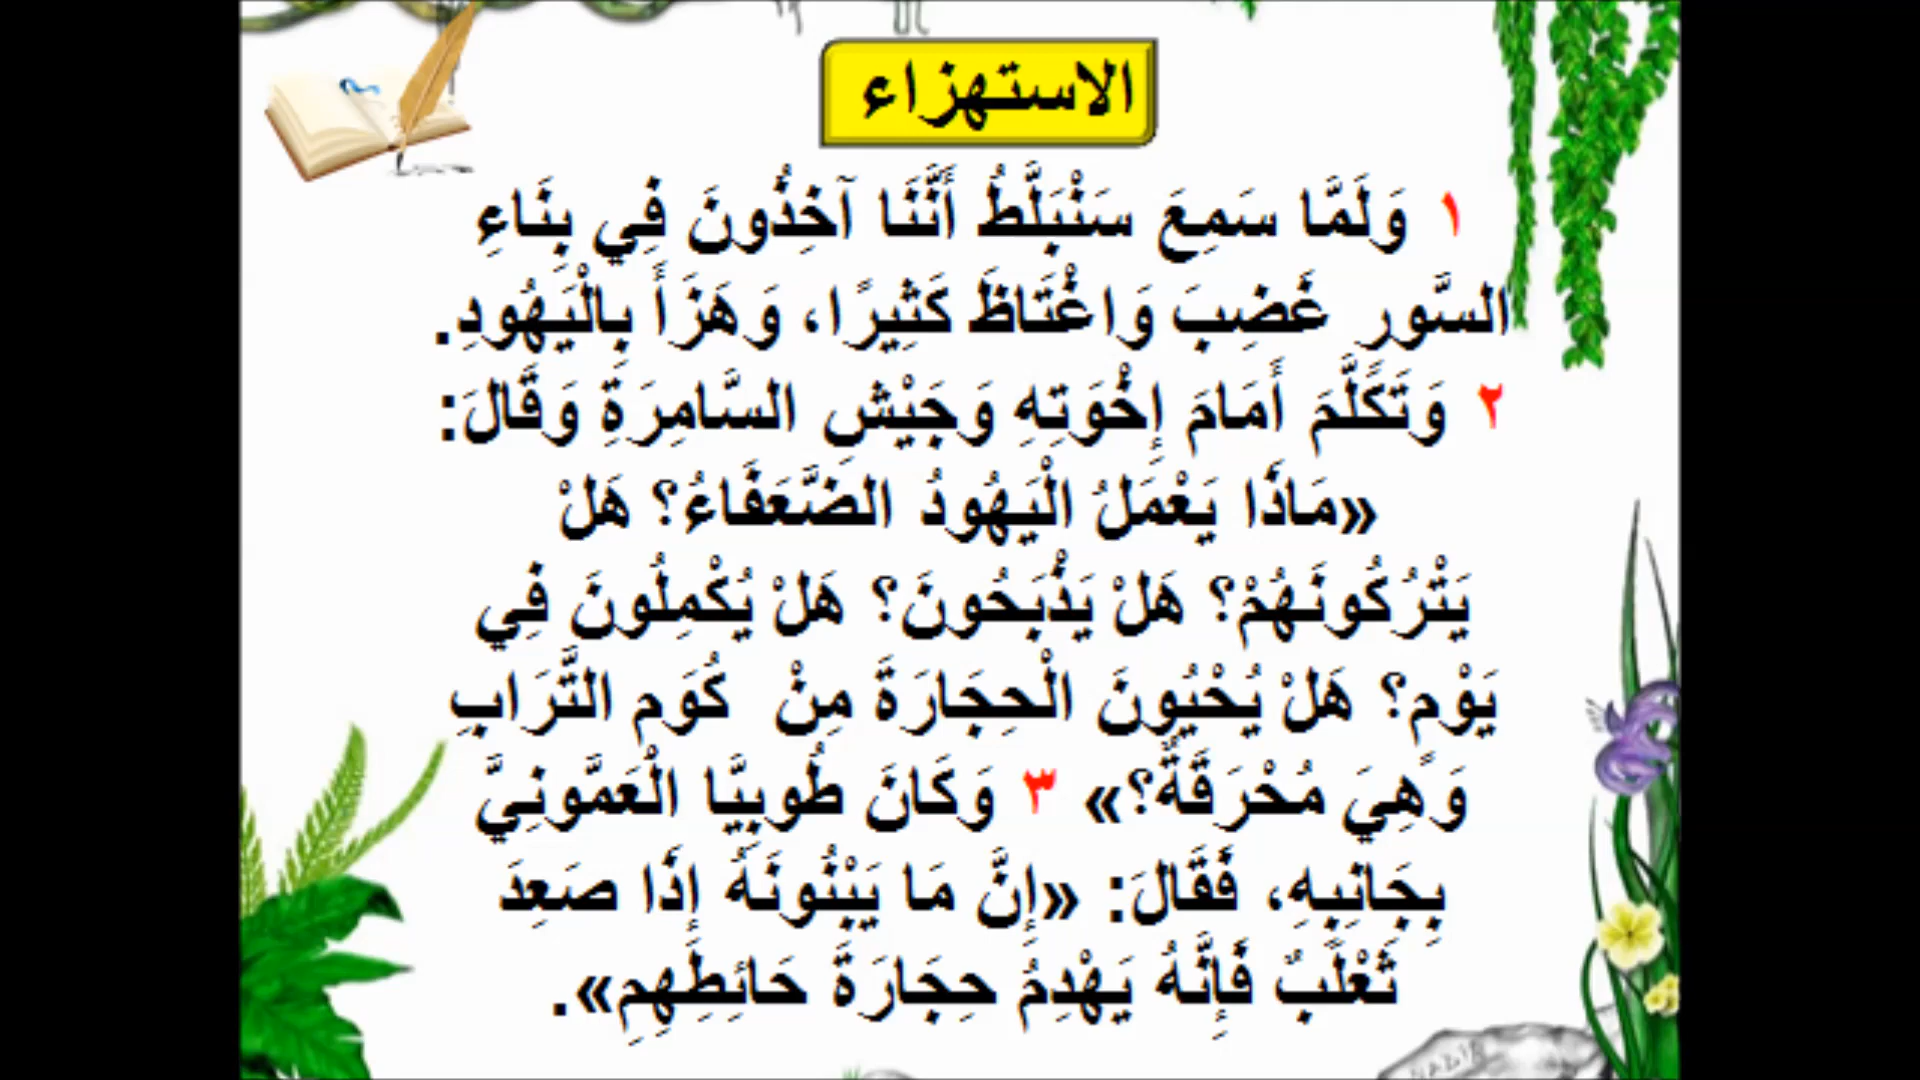 الاستهزاء
١ وَلَمَّا سَمِعَ سَنْبَلَّطُ أَنَّنَا آخِذُونَ فِي بِنَاءِ
السَّورِ غَضِبَ وَاغْتَاظَ كَثِيرًا، وَهَزَأَ بِالْيَهُودِ.
٢ وَتَكَلَّمَ أَمَامَ إِخْوَتِهِ وَجَيْشِ السَّامِرَةِ وَقَالَ:
«مَاذَا يَعْمَلُ الْيَهُودُ الضَّعَفَاءُ؟ هَلْ
يَتْرُكُونَهُمْ؟ هَلْ يَذْبَحُونَ؟ هَلْ يُكْمِلُونَ فِي
يَوْمٍ؟ هَلْ يُحْيُونَ الْحِجَارَةَ مِنْ كُوَمِ التَّرَابِ
وَهِيَ مُحْرَقَةٌ؟» ٣ وَكَانَ طُوبِيَّا الْعَمَّونِيَّ
بِجَانِبِهِ، فَقَالَ: «إِنَّ مَا يَبْنُونَهُ إِذَا صَعِدَ
ثَعْلَبٌ فَإِنَّهُ يَهْدِمُ حِجَارَةَ حَائِطِهِمِ».